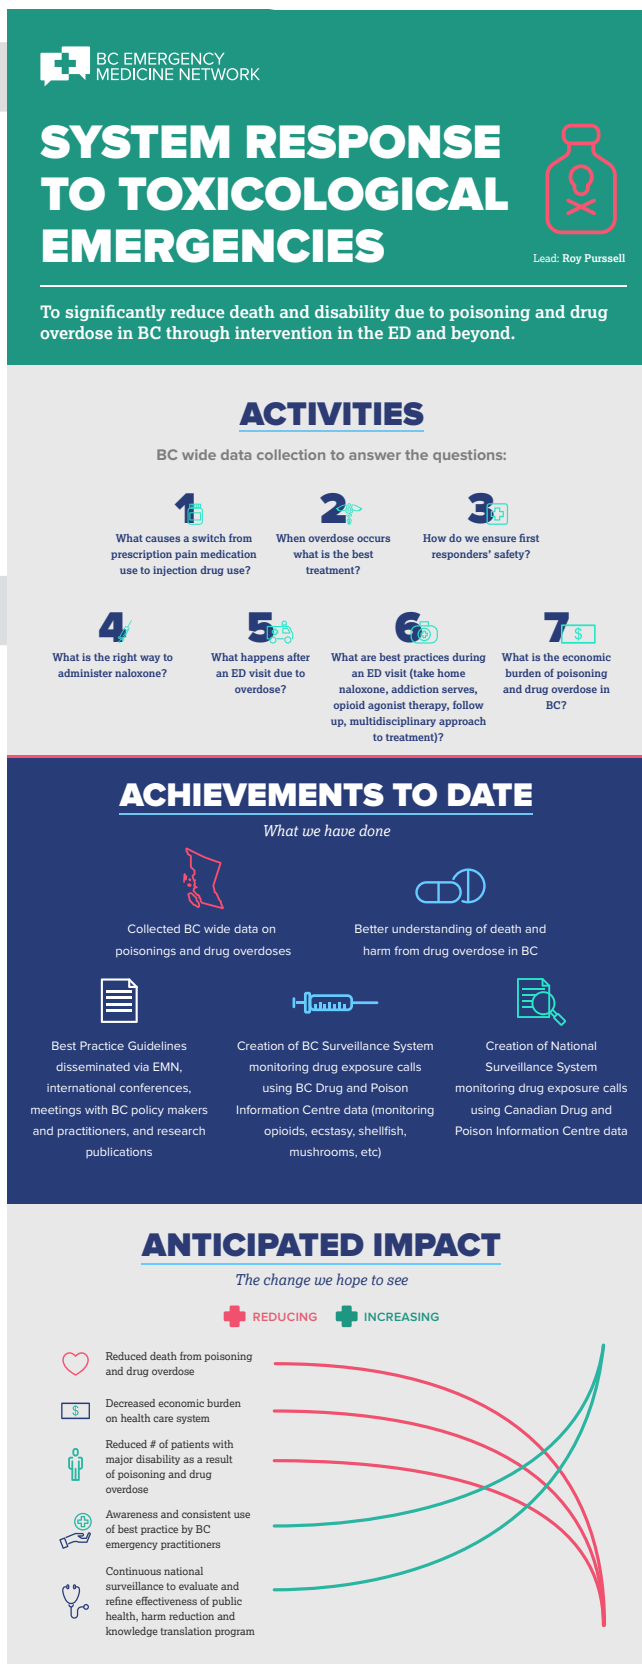 BC EMERGENCY
MEDICINE NETWORK
SYSTEM RESPONSE
TO TOXICOLOGICAL
EMERGENCIES
Lead: Roy Purssell
To significantly reduce death and disability due to poisoning and drug
overdose in BC through intervention in the ED and beyond.
ACTIVITIES
BC wide data collection to answer the questions:
1
What causes a switch from
prescription pain medication
use to injection drug use?
2
When overdose occurs
what is the best
treatment?
3
How do we ensure first
responders' safety?
4
What is the right way to
administer naloxone?
5
What happens after
an ED visit due to
overdose?
6
What are best practices during
an ED visit (take home
naloxone, addiction serves,
opioid agonist therapy, follow
up, multidisciplinary approach
to treatment)?
7
$
What is the economic
burden of poisoning
and drug overdose in
BC?
ACHIEVEMENTS TO DATE
What we have done
Collected BC wide data on
poisonings and drug overdoses
Better understanding of death and
harm from drug overdose in BC
Best Practice Guidelines
disseminated via EMN,
international conferences,
meetings with BC policy makers
and practitioners, and research
publications
Creation of BC Surveillance System
monitoring drug exposure calls
using BC Drug and Poison
Information Centre data (monitoring
opioids, ecstasy, shellfish,
mushrooms, etc)
Creation of National
Surveillance System
monitoring drug exposure calls
using Canadian Drug and
Poison Information Centre data
ANTICIPATED IMPACT
The change we hope to see
REDUCING INCREASING
Reduced death from poisoning
and drug overdose
$
Decreased economic burden
on health care system
Reduced # of patients with
major disability as a result
of poisoning and drug
overdose
Awareness and consistent use
of best practice by BC
emergency practitioners
Continuous national
surveillance to evaluate and
refine effectiveness of public
health, harm reduction and
knowledge translation program